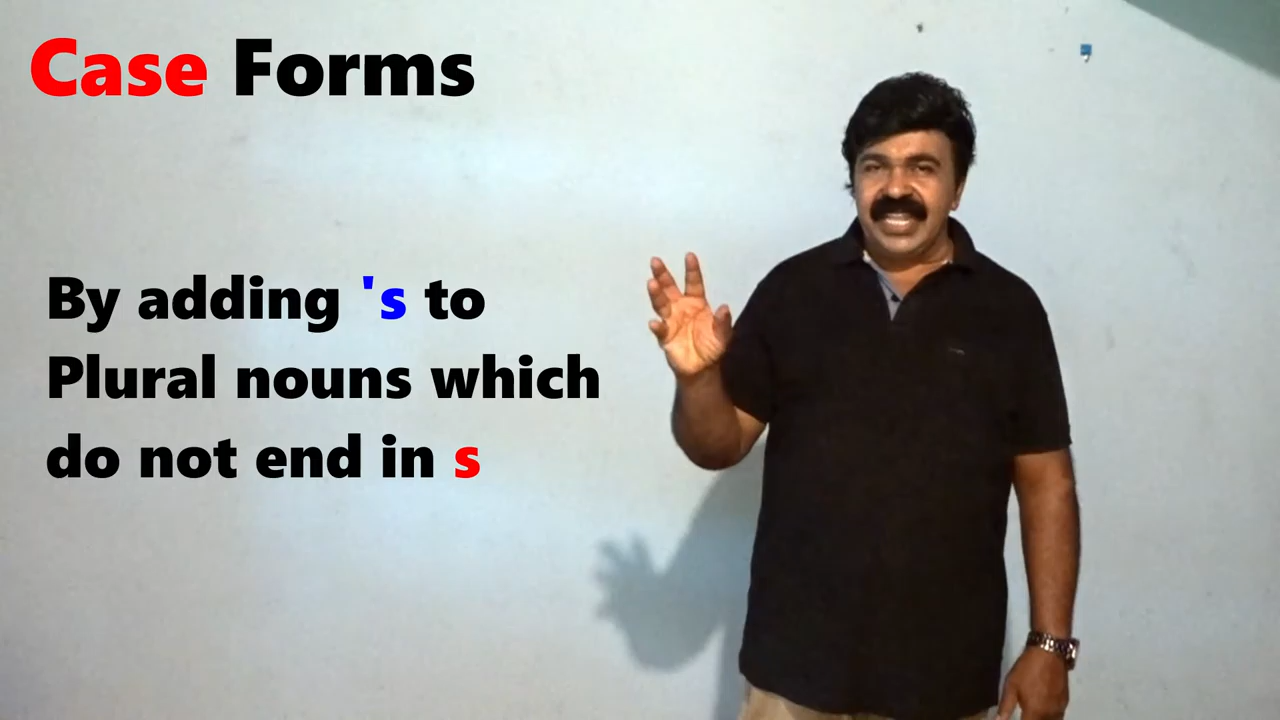 Case Forms
By adding 's to
Plural nouns which
do not end in s